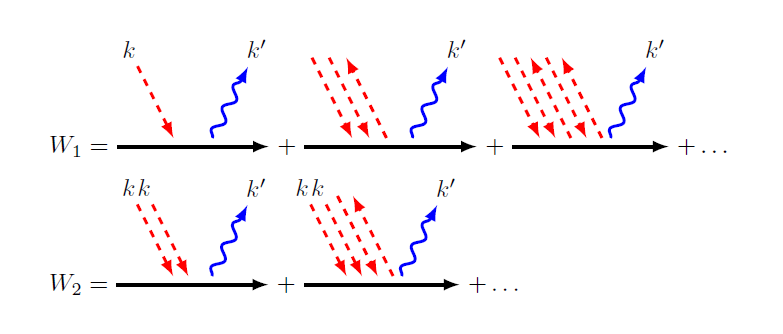 k k′ k′ k′
W₁ = + + + …
k k k′ k k k′
W₂ = + + …